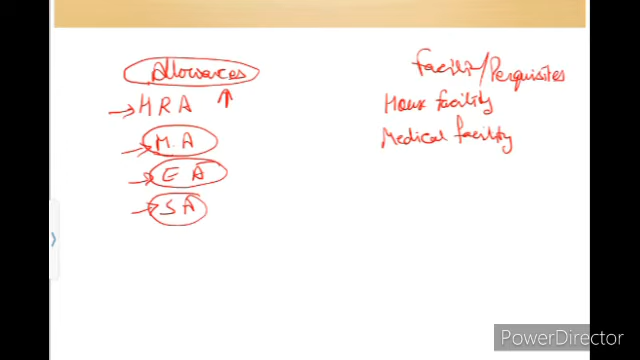 Allowances
HRA
M.A
E A
S A
Facility/Perquisites
House facility
Medical facility
PowerDirector